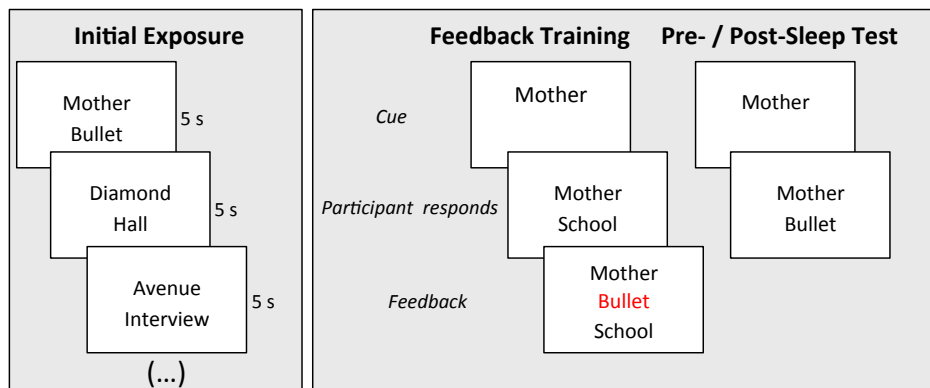 Initial Exposure
Mother
Bullet
5 s
Diamond
Hall
5 s
Avenue
Interview
5 s
(...)
Feedback Training
Pre- / Post-Sleep Test
Cue
Mother
Mother
Participant responds
Mother
School
Mother
Bullet
Feedback
Mother
Bullet
School